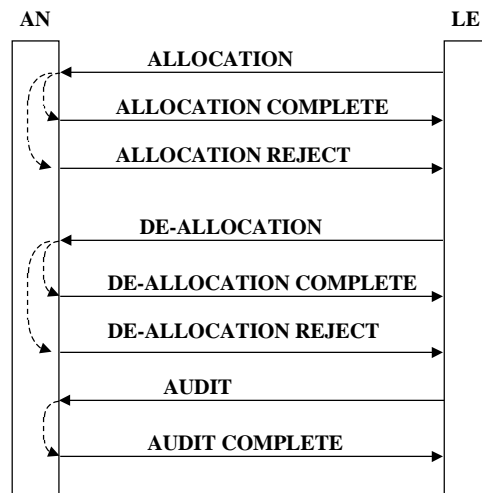 AN LE
ALLOCATION
ALLOCATION COMPLETE
ALLOCATION REJECT
DE-ALLOCATION
DE-ALLOCATION COMPLETE
DE-ALLOCATION REJECT
AUDIT
AUDIT COMPLETE